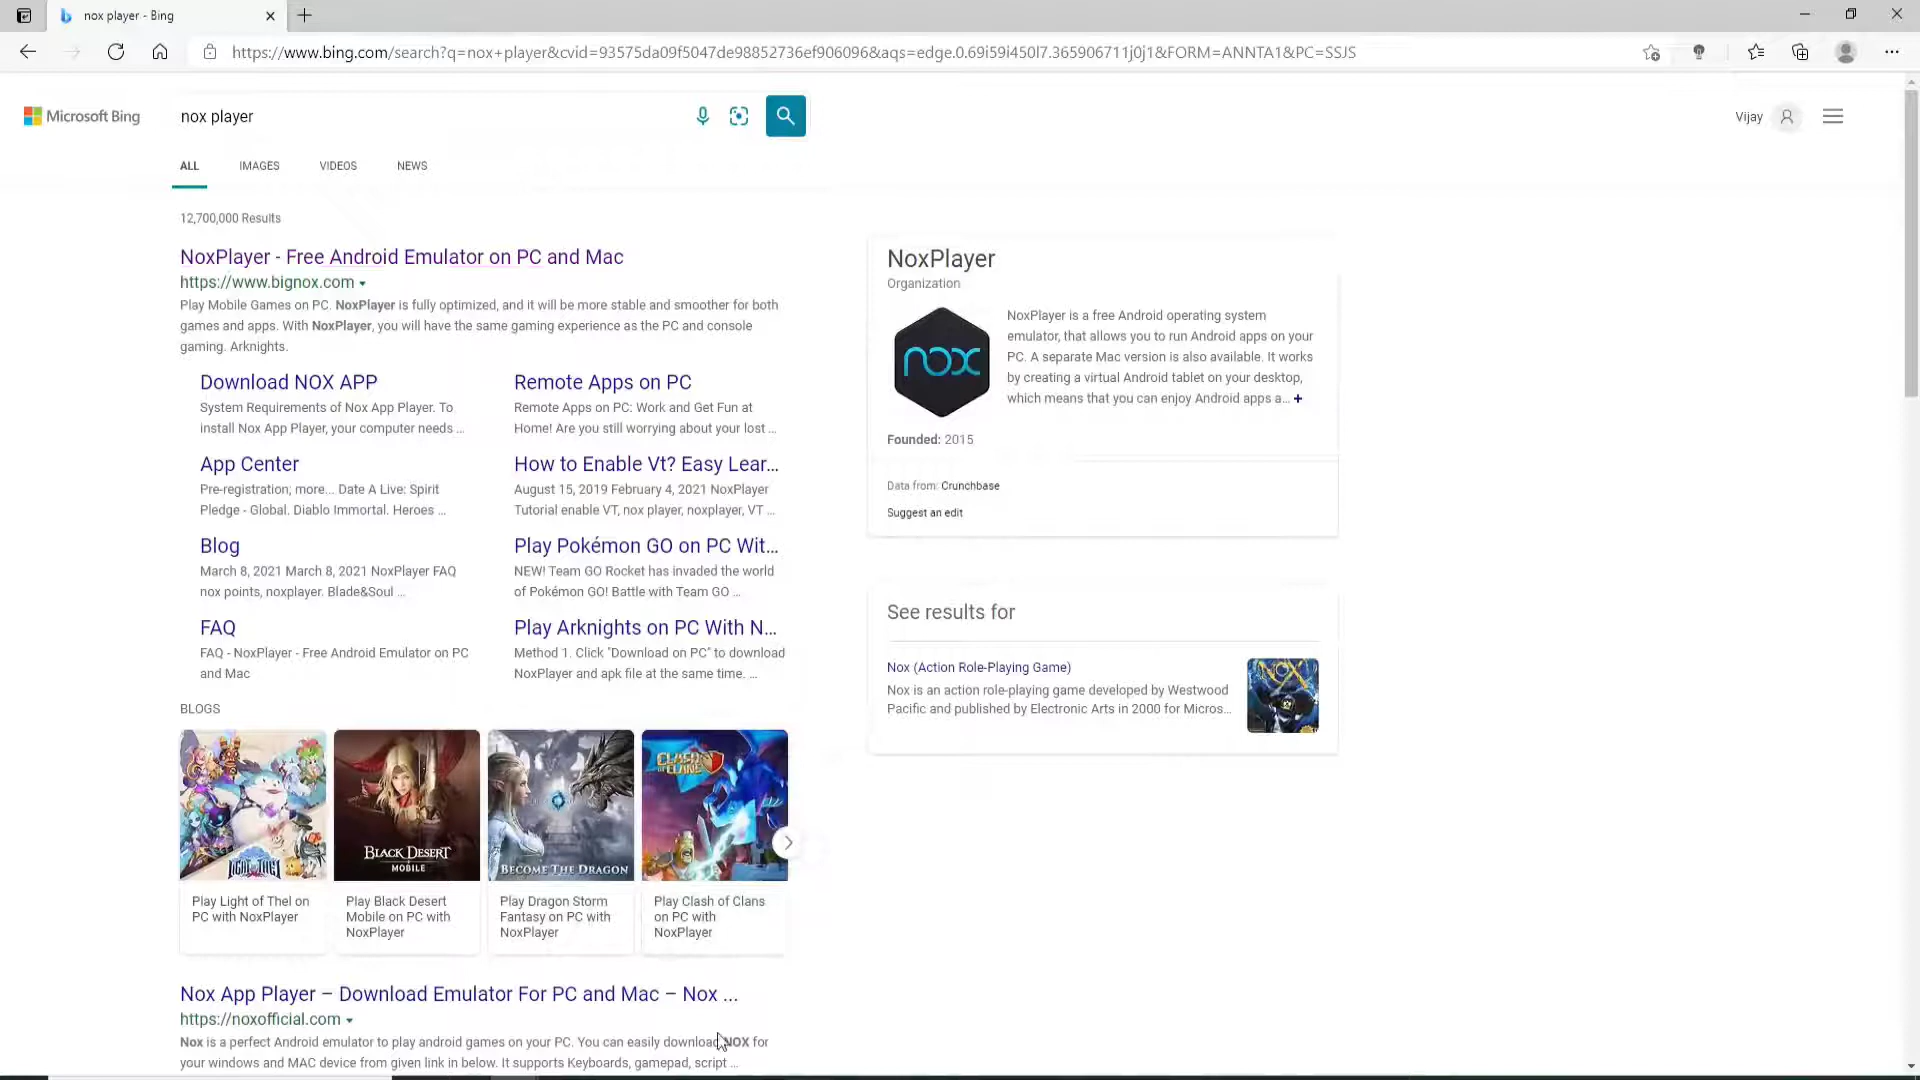 nox player - Bing
https://www.bing.com/search?q=nox+player&cvid=93575da09f5047de98852736ef906096&aqs=edge.0.69i59i450l7.365906711j0j1&FORM=ANNTA1&PC=SSJS
Microsoft Bing
nox player
Vijay
ALL IMAGES VIDEOS NEWS
12,700,000 Results
NoxPlayer - Free Android Emulator on PC and Mac
https://www.bignox.com
Play Mobile Games on PC. NoxPlayer is fully optimized, and it will be more stable and smoother for both
games and apps. With NoxPlayer, you will have the same gaming experience as the PC and console
gaming. Arknights.
Download NOX APP
System Requirements of Nox App Player. To
install Nox App Player, your computer needs ...
Remote Apps on PC
Remote Apps on PC: Work and Get Fun at
Home! Are you still worrying about your lost ...
App Center
Pre-registration; more... Date A Live: Spirit
Pledge - Global. Diablo Immortal. Heroes ...
How to Enable Vt? Easy Lear...
August 15, 2019 February 4, 2021 NoxPlayer
Tutorial enable VT, nox player, noxplayer, VT ...
Blog
March 8, 2021 March 8, 2021 NoxPlayer FAQ
nox points, noxplayer. Blade&Soul ...
Play Pokémon GO on PC Wit...
NEW! Team GO Rocket has invaded the world
of Pokémon GO! Battle with Team GO ...
FAQ
FAQ - NoxPlayer - Free Android Emulator on PC
and Mac
Play Arknights on PC With N...
Method 1. Click "Download on PC" to download
NoxPlayer and apk file at the same time. ...
BLOGS
LIGHT OF THEL
BLACK DESERT
MOBILE
BECOME THE DRAGON
CLASH OF CLANS
Play Light of Thel on
PC with NoxPlayer
Play Black Desert
Mobile on PC with
NoxPlayer
Play Dragon Storm
Fantasy on PC with
NoxPlayer
Play Clash of Clans
on PC with
NoxPlayer
Nox App Player – Download Emulator For PC and Mac – Nox ...
https://noxofficial.com
Nox is a perfect Android emulator to play android games on your PC. You can easily download NOX for
your windows and MAC device from given link in below. It supports Keyboards, gamepad, script ...
NoxPlayer
Organization
nox
NoxPlayer is a free Android operating system
emulator, that allows you to run Android apps on your
PC. A separate Mac version is also available. It works
by creating a virtual Android tablet on your desktop,
which means that you can enjoy Android apps a... +
Founded: 2015
Data from: Crunchbase
Suggest an edit
See results for
Nox (Action Role-Playing Game)
Nox is an action role-playing game developed by Westwood
Pacific and published by Electronic Arts in 2000 for Micros...
NOX